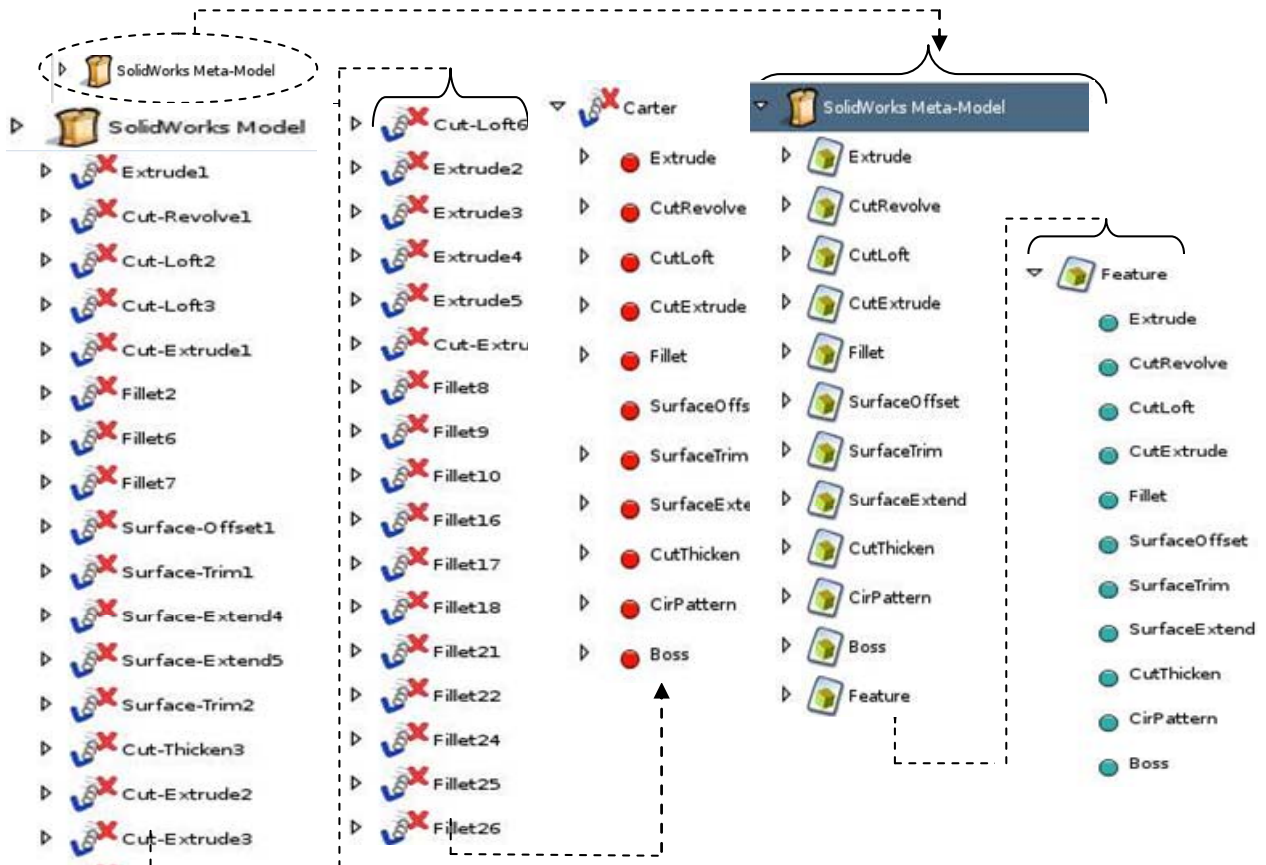 SolidWorks Meta-Model
SolidWorks Model
Extrude1
Cut-Revolve1
Cut-Loft2
Cut-Loft3
Cut-Extrude1
Fillet2
Fillet6
Fillet7
Surface-Offset1
Surface-Trim1
Surface-Extend4
Surface-Extend5
Surface-Trim2
Cut-Thicken3
Cut-Extrude2
Cut-Extrude3
Cut-Loft6
Extrude2
Extrude3
Extrude4
Extrude5
Cut-Extru
Fillet8
Fillet9
Fillet10
Fillet16
Fillet17
Fillet18
Fillet21
Fillet22
Fillet24
Fillet25
Fillet26
Carter
Extrude
CutRevolve
CutLoft
CutExtrude
Fillet
SurfaceOffs
SurfaceTrim
SurfaceExte
CutThicken
CirPattern
Boss
SolidWorks Meta-Model
Extrude
CutRevolve
CutLoft
CutExtrude
Fillet
SurfaceOffset
SurfaceTrim
SurfaceExtend
CutThicken
CirPattern
Boss
Feature
Feature
Extrude
CutRevolve
CutLoft
CutExtrude
Fillet
SurfaceOffset
SurfaceTrim
SurfaceExtend
CutThicken
CirPattern
Boss